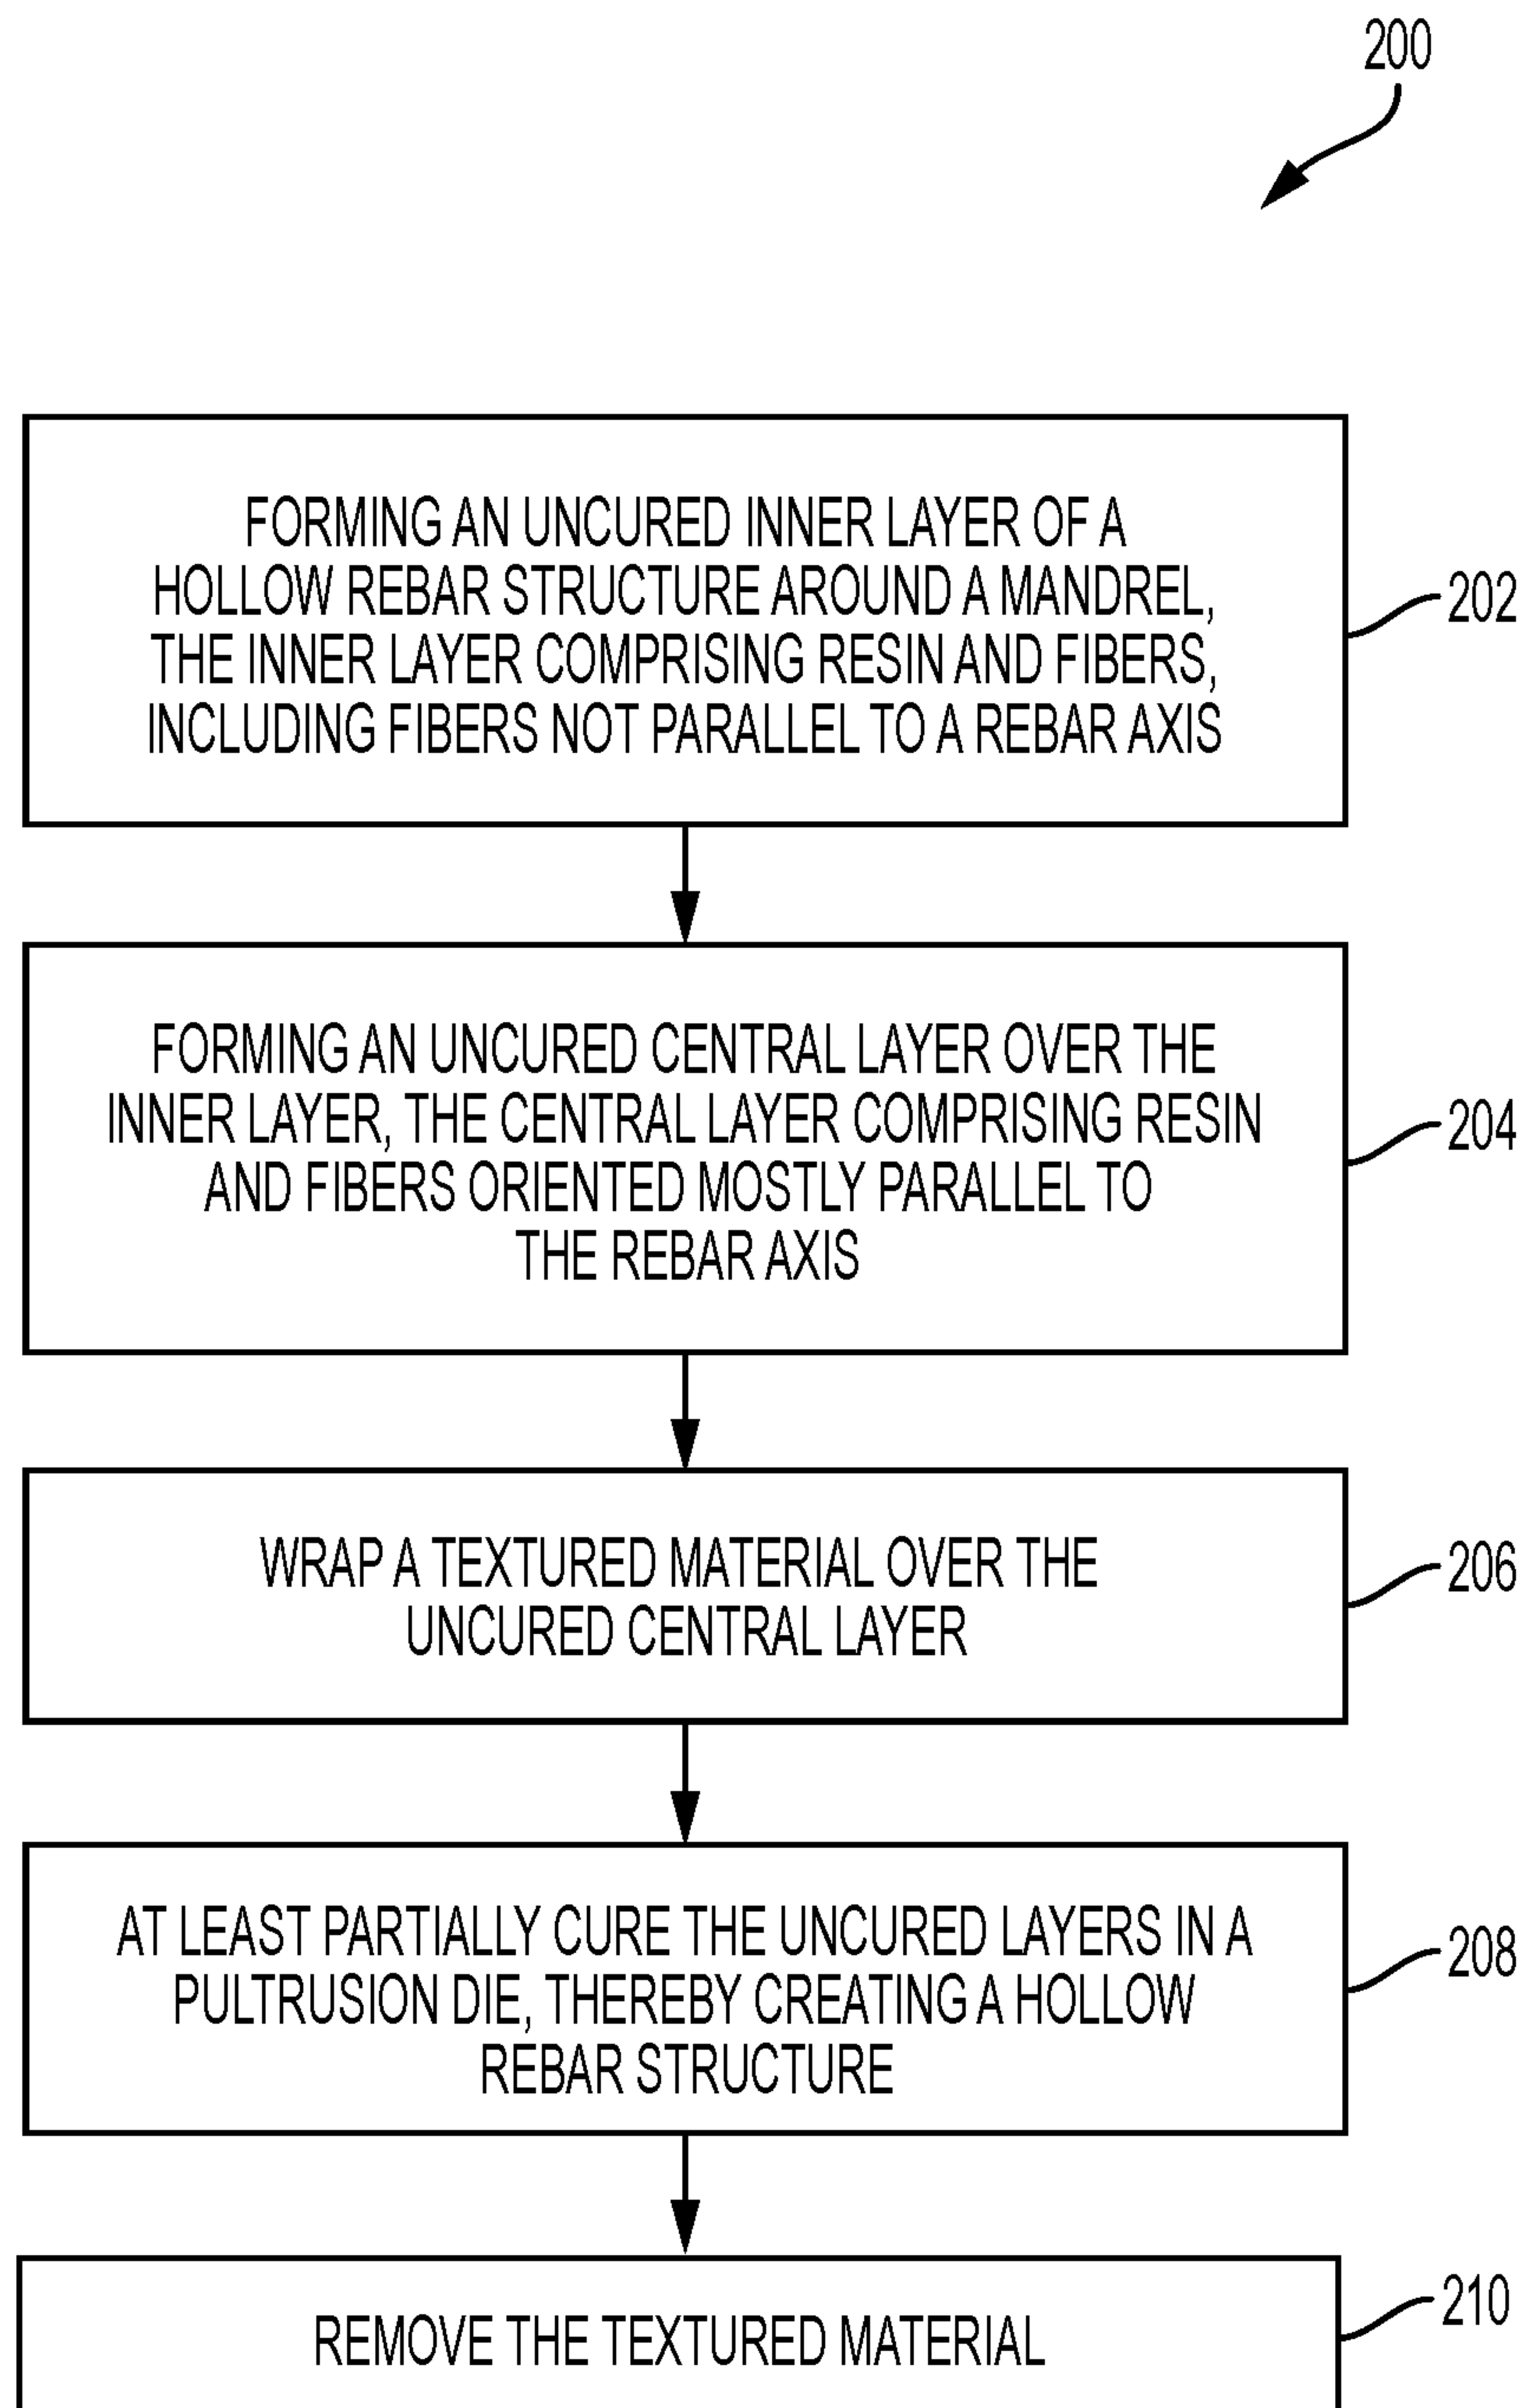 200
FORMING AN UNCURED INNER LAYER OF A
HOLLOW REBAR STRUCTURE AROUND A MANDREL,
THE INNER LAYER COMPRISING RESIN AND FIBERS,
INCLUDING FIBERS NOT PARALLEL TO A REBAR AXIS
202
FORMING AN UNCURED CENTRAL LAYER OVER THE
INNER LAYER, THE CENTRAL LAYER COMPRISING RESIN
AND FIBERS ORIENTED MOSTLY PARALLEL TO
THE REBAR AXIS
204
WRAP A TEXTURED MATERIAL OVER THE
UNCURED CENTRAL LAYER
206
AT LEAST PARTIALLY CURE THE UNCURED LAYERS IN A
PULTRUSION DIE, THEREBY CREATING A HOLLOW
REBAR STRUCTURE
208
REMOVE THE TEXTURED MATERIAL
210